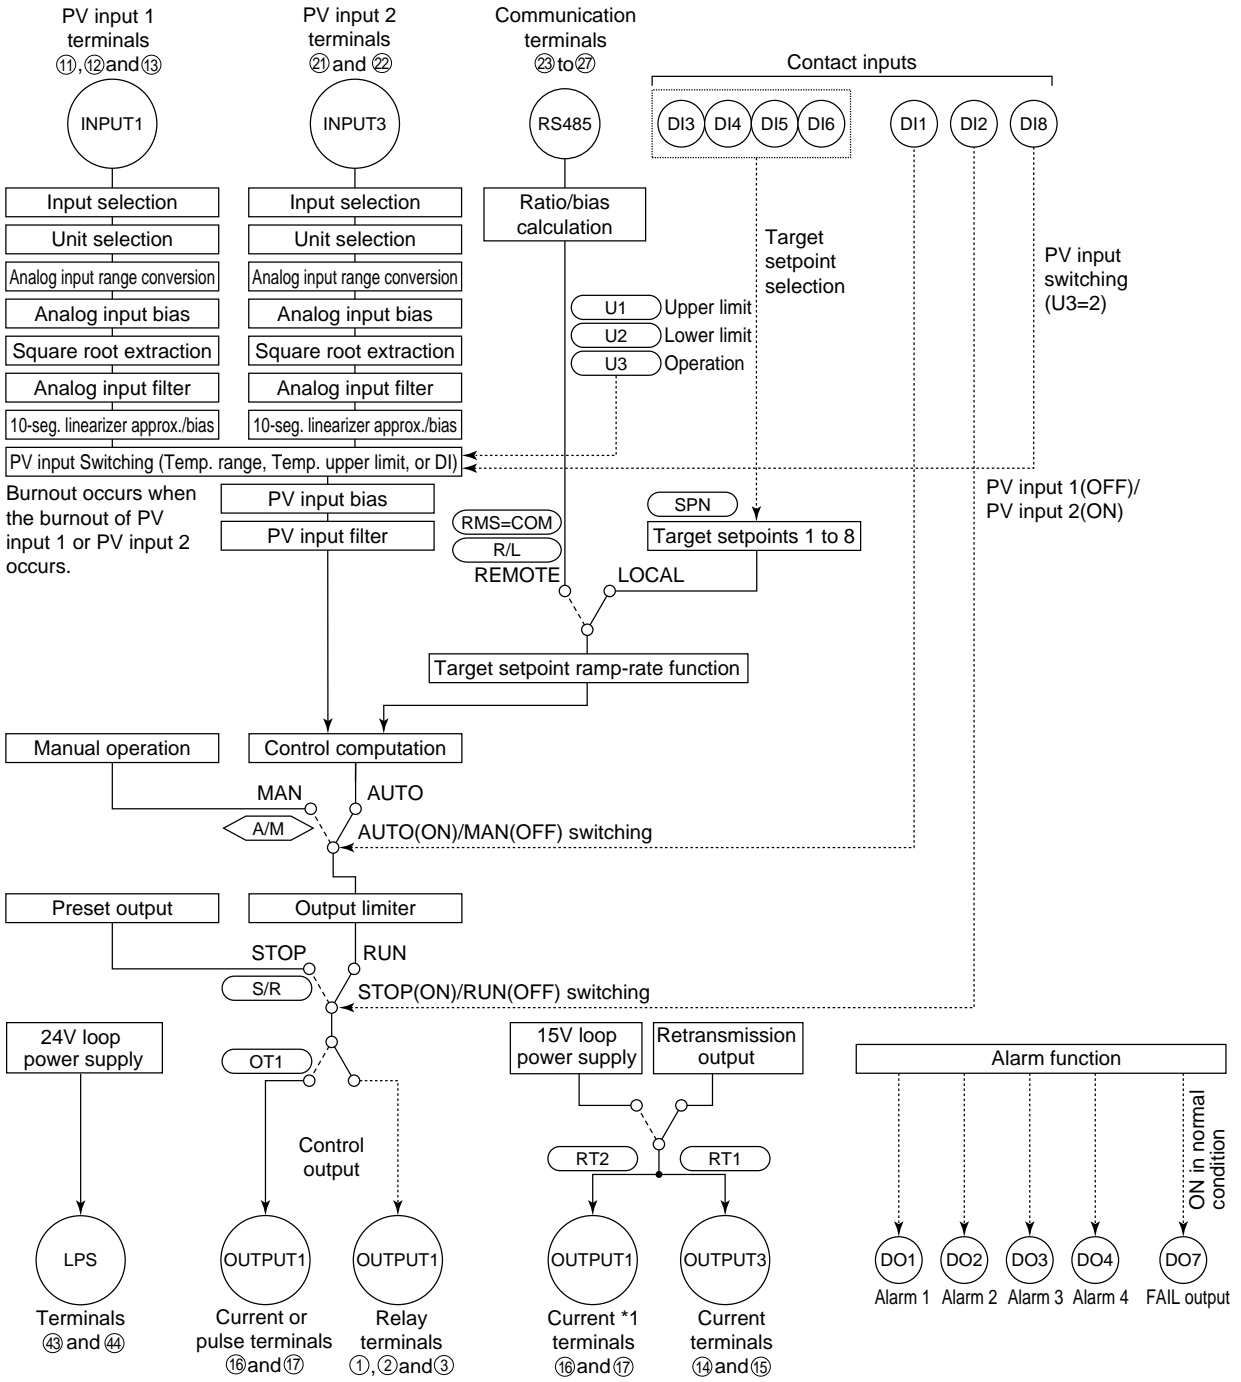 PV input 1
terminals
⑪,⑫and⑬
PV input 2
terminals
㉑and ㉒
Communication
terminals
㉓to㉗
Contact inputs
INPUT1
INPUT3
RS485
DI3
DI4
DI5
DI6
DI1
DI2
DI8
Input selection
Unit selection
Analog input range conversion
Analog input bias
Square root extraction
Analog input filter
10-seg. linearizer approx./bias
Input selection
Unit selection
Analog input range conversion
Analog input bias
Square root extraction
Analog input filter
10-seg. linearizer approx./bias
Ratio/bias
calculation
Target
setpoint
selection
PV input
switching
(U3=2)
U1 Upper limit
U2 Lower limit
U3 Operation
PV input Switching (Temp. range, Temp. upper limit, or DI)
Burnout occurs when
the burnout of PV
input 1 or PV input 2
occurs.
PV input bias
PV input filter
PV input 1(OFF)/
PV input 2(ON)
SPN
Target setpoints 1 to 8
RMS=COM
R/L
REMOTE
LOCAL
Target setpoint ramp-rate function
Manual operation
Control computation
MAN
AUTO
A/M
AUTO(ON)/MAN(OFF) switching
Preset output
Output limiter
STOP
RUN
S/R
STOP(ON)/RUN(OFF) switching
24V loop
power supply
OT1
15V loop
power supply
Retransmission
output
Alarm function
Control
output
RT2
RT1
ON in normal
condition
LPS
OUTPUT1
OUTPUT1
OUTPUT1
OUTPUT3
DO1
DO2
DO3
DO4
DO7
Alarm 1
Alarm 2
Alarm 3
Alarm 4
FAIL output
Terminals
㊸and ㊹
Current or
pulse terminals
⑯and⑰
Relay
terminals
①,②and③
Current *1
terminals
⑯and⑰
Current
terminals
⑭and⑮